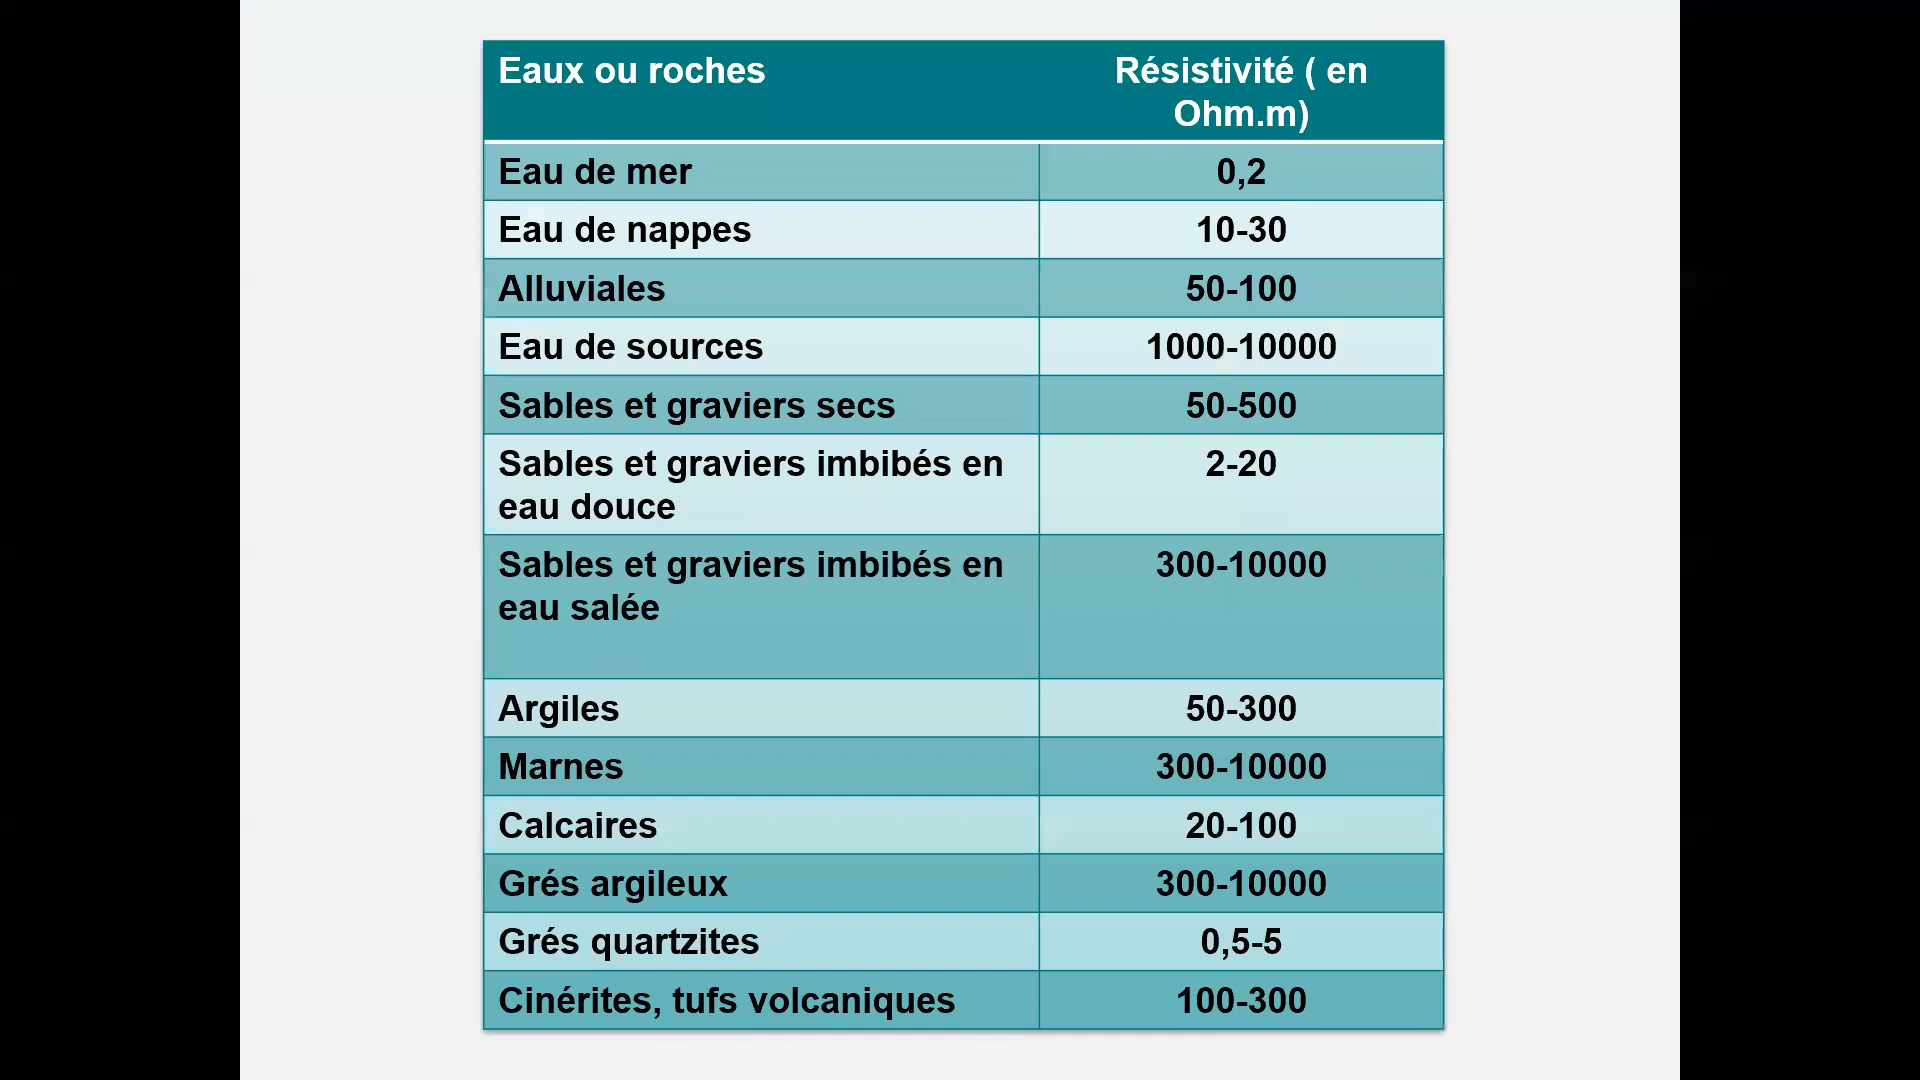 Eaux ou roches
Résistivité ( en
Ohm.m)
Eau de mer
0,2
Eau de nappes
10-30
Alluviales
50-100
Eau de sources
1000-10000
Sables et graviers secs
50-500
Sables et graviers imbibés en
eau douce
2-20
Sables et graviers imbibés en
eau salée
300-10000
Argiles
50-300
Marnes
300-10000
Calcaires
20-100
Grés argileux
300-10000
Grés quartzites
0,5-5
Cinérites, tufs volcaniques
100-300